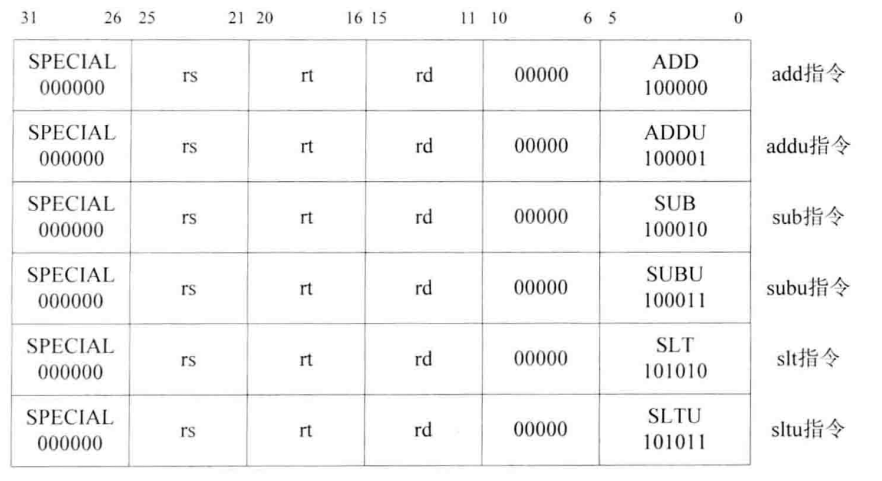 31 26 25 21 20 16 15 11 10 6 5 0
SPECIAL
000000
rs
rt
rd
00000
ADD
100000
add指令
SPECIAL
000000
rs
rt
rd
00000
ADDU
100001
addu指令
SPECIAL
000000
rs
rt
rd
00000
SUB
100010
sub指令
SPECIAL
000000
rs
rt
rd
00000
SUBU
100011
subu指令
SPECIAL
000000
rs
rt
rd
00000
SLT
101010
slt指令
SPECIAL
000000
rs
rt
rd
00000
SLTU
101011
sltu指令